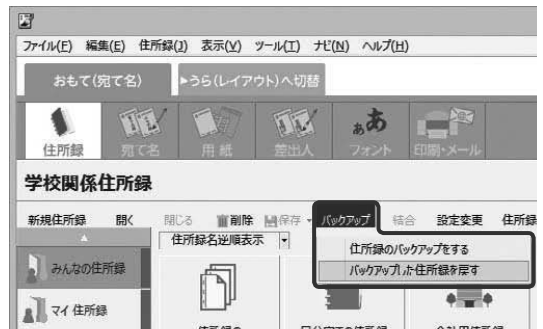 ファイル(F) 編集(E) 住所録(J) 表示(V) ツール(T) ナビ(N) ヘルプ(H)
おもて(宛て名) ▶うら(レイアウト)へ切替
住所録 宛て名 用紙 差出人 フォント 印刷・メール
学校関係住所録
新規住所録 開く 閉じる 削除 保存 バックアップ 結合 設定変更 住所録
住所録名逆順表示
住所録のバックアップをする
バックアップした住所録を戻す
みんなの住所録
マイ 住所録